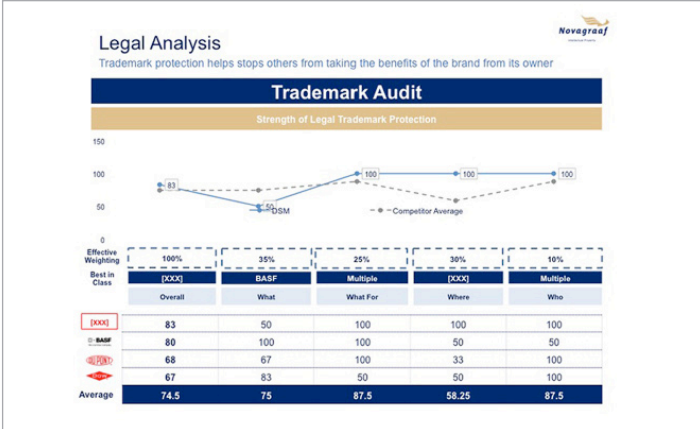 Novagraaf
Legal Analysis
Trademark protection helps stops others from taking the benefits of the brand from its owner
Trademark Audit
Strength of Legal Trademark Protection
150
100
50
0
83
50
100
100
100
DSM
Competitor Average
Effective Weighting 100% 35% 25% 30% 10%
Best in Class [XXX] BASF Multiple [XXX] Multiple
Overall What What For Where Who
[XXX] 83 50 100 100 100
BASF 80 100 100 50 50
DUPONT 68 67 100 33 100
Dow 67 83 50 50 100
Average 74.5 75 87.5 58.25 87.5